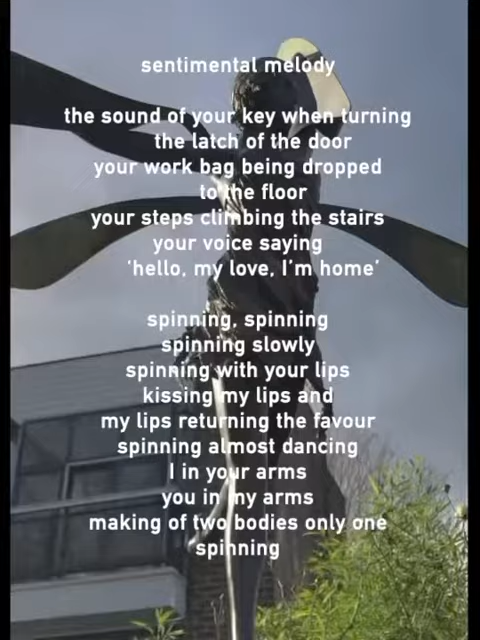 sentimental melody
the sound of your key when turning
the latch of the door
your work bag being dropped
to the floor
your steps climbing the stairs
your voice saying
'hello, my love, I'm home'
spinning, spinning
spinning slowly
spinning with your lips
kissing my lips and
my lips returning the favour
spinning almost dancing
I in your arms
you in my arms
making of two bodies only one
spinning